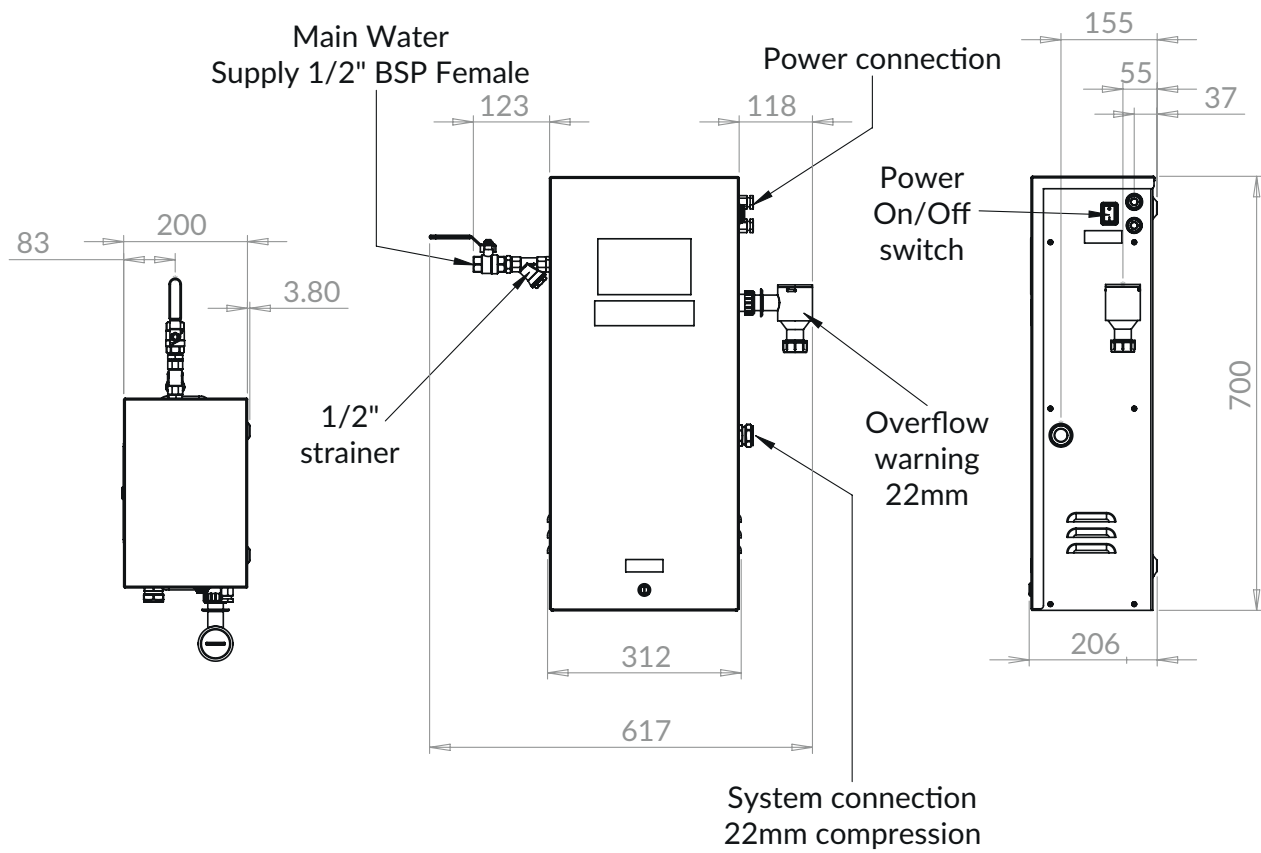 Main Water
Supply 1/2" BSP Female
Power connection
155
55
37
123
118
Power
On/Off
switch
200
83
3.80
1/2"
strainer
Overflow
warning
22mm
700
312
206
617
System connection
22mm compression